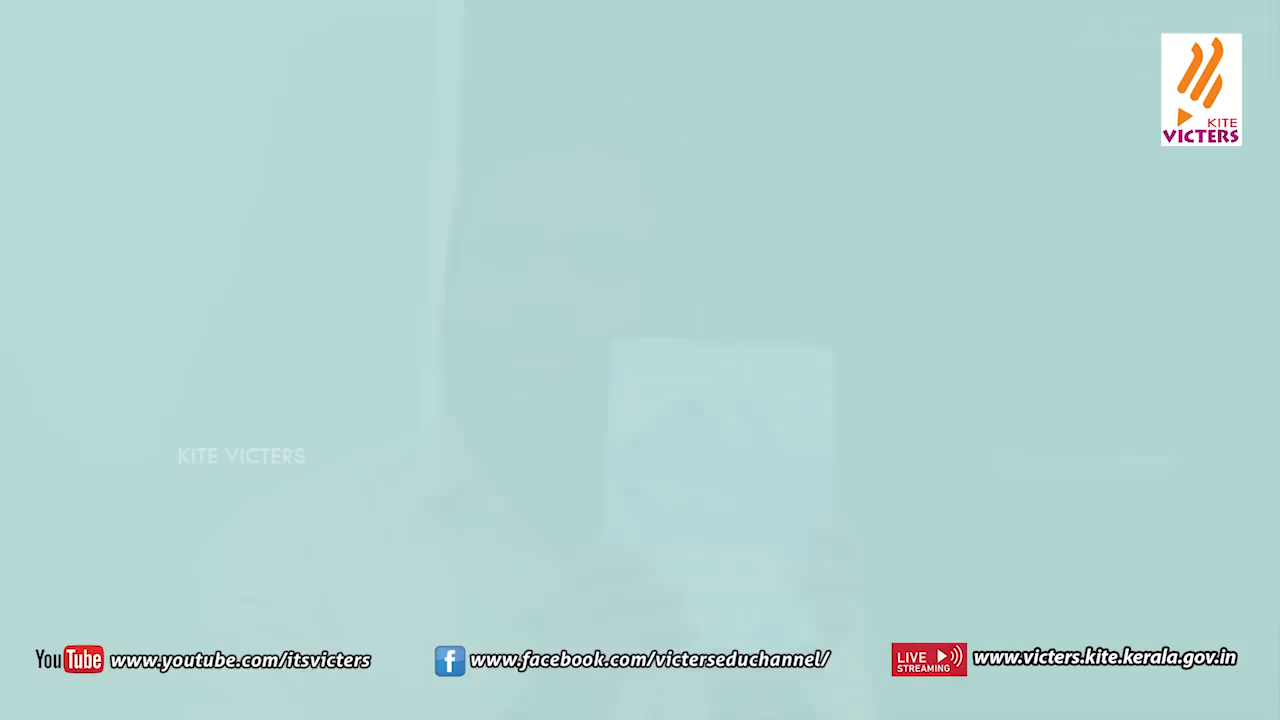 KITE
VICTERS
KITE VICTERS
You Tube www.youtube.com/itsvicters
f www.facebook.com/victerseduchannel/
LIVE STREAMING www.victers.kite.kerala.gov.in